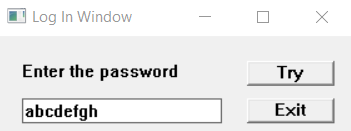 Log In Window
Enter the password
Try
abcdefgh
Exit